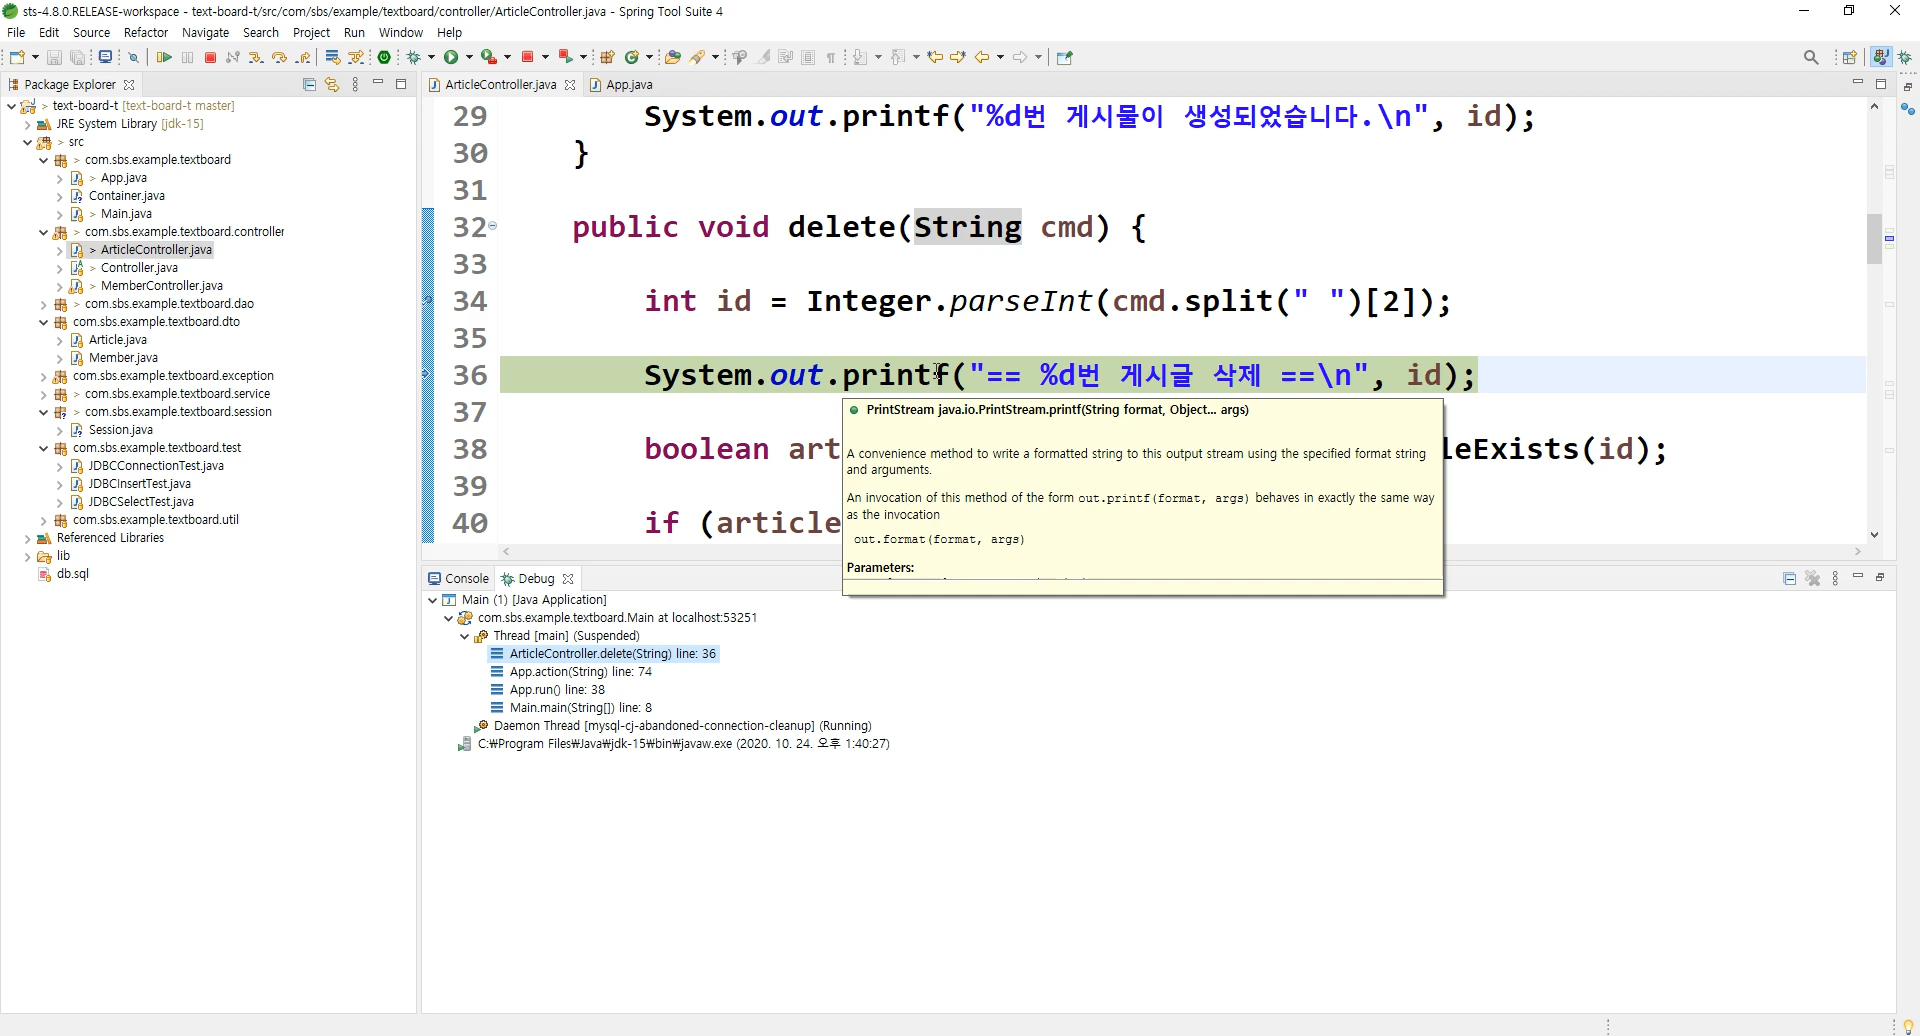 sts-4.8.0.RELEASE-workspace - text-board-t/src/com/sbs/example/textboard/controller/ArticleController.java - Spring Tool Suite 4
File Edit Source Refactor Navigate Search Project Run Window Help
Package Explorer
> text-board-t [text-board-t master]
JRE System Library [jdk-15]
> src
> com.sbs.example.textboard
> App.java
Container.java
> Main.java
> com.sbs.example.textboard.controller
> ArticleController.java
> Controller.java
> MemberController.java
> com.sbs.example.textboard.dao
com.sbs.example.textboard.dto
Article.java
Member.java
com.sbs.example.textboard.exception
> com.sbs.example.textboard.service
> com.sbs.example.textboard.session
Session.java
com.sbs.example.textboard.test
JDBCConnectionTest.java
JDBCInsertTest.java
JDBCSelectTest.java
com.sbs.example.textboard.util
Referenced Libraries
lib
db.sql
ArticleController.java App.java
29 System.out.printf("%d번 게시물이 생성되었습니다.\n", id);
30 }
31
32 public void delete(String cmd) {
33
34 int id = Integer.parseInt(cmd.split(" ")[2]);
35
36 System.out.printf("== %d번 게시글 삭제 ==\n", id);
37
38 boolean art leExists(id);
39
40 if (article
PrintStream java.io.PrintStream.printf(String format, Object... args)
A convenience method to write a formatted string to this output stream using the specified format string
and arguments.
An invocation of this method of the form out.printf(format, args) behaves in exactly the same way
as the invocation
out.format(format, args)
Parameters:
Console Debug
Main (1) [Java Application]
com.sbs.example.textboard.Main at localhost:53251
Thread [main] (Suspended)
ArticleController.delete(String) line: 36
App.action(String) line: 74
App.run() line: 38
Main.main(String[]) line: 8
Daemon Thread [mysql-cj-abandoned-connection-cleanup] (Running)
C:₩Program Files₩Java₩jdk-15₩bin₩javaw.exe (2020. 10. 24. 오후 1:40:27)